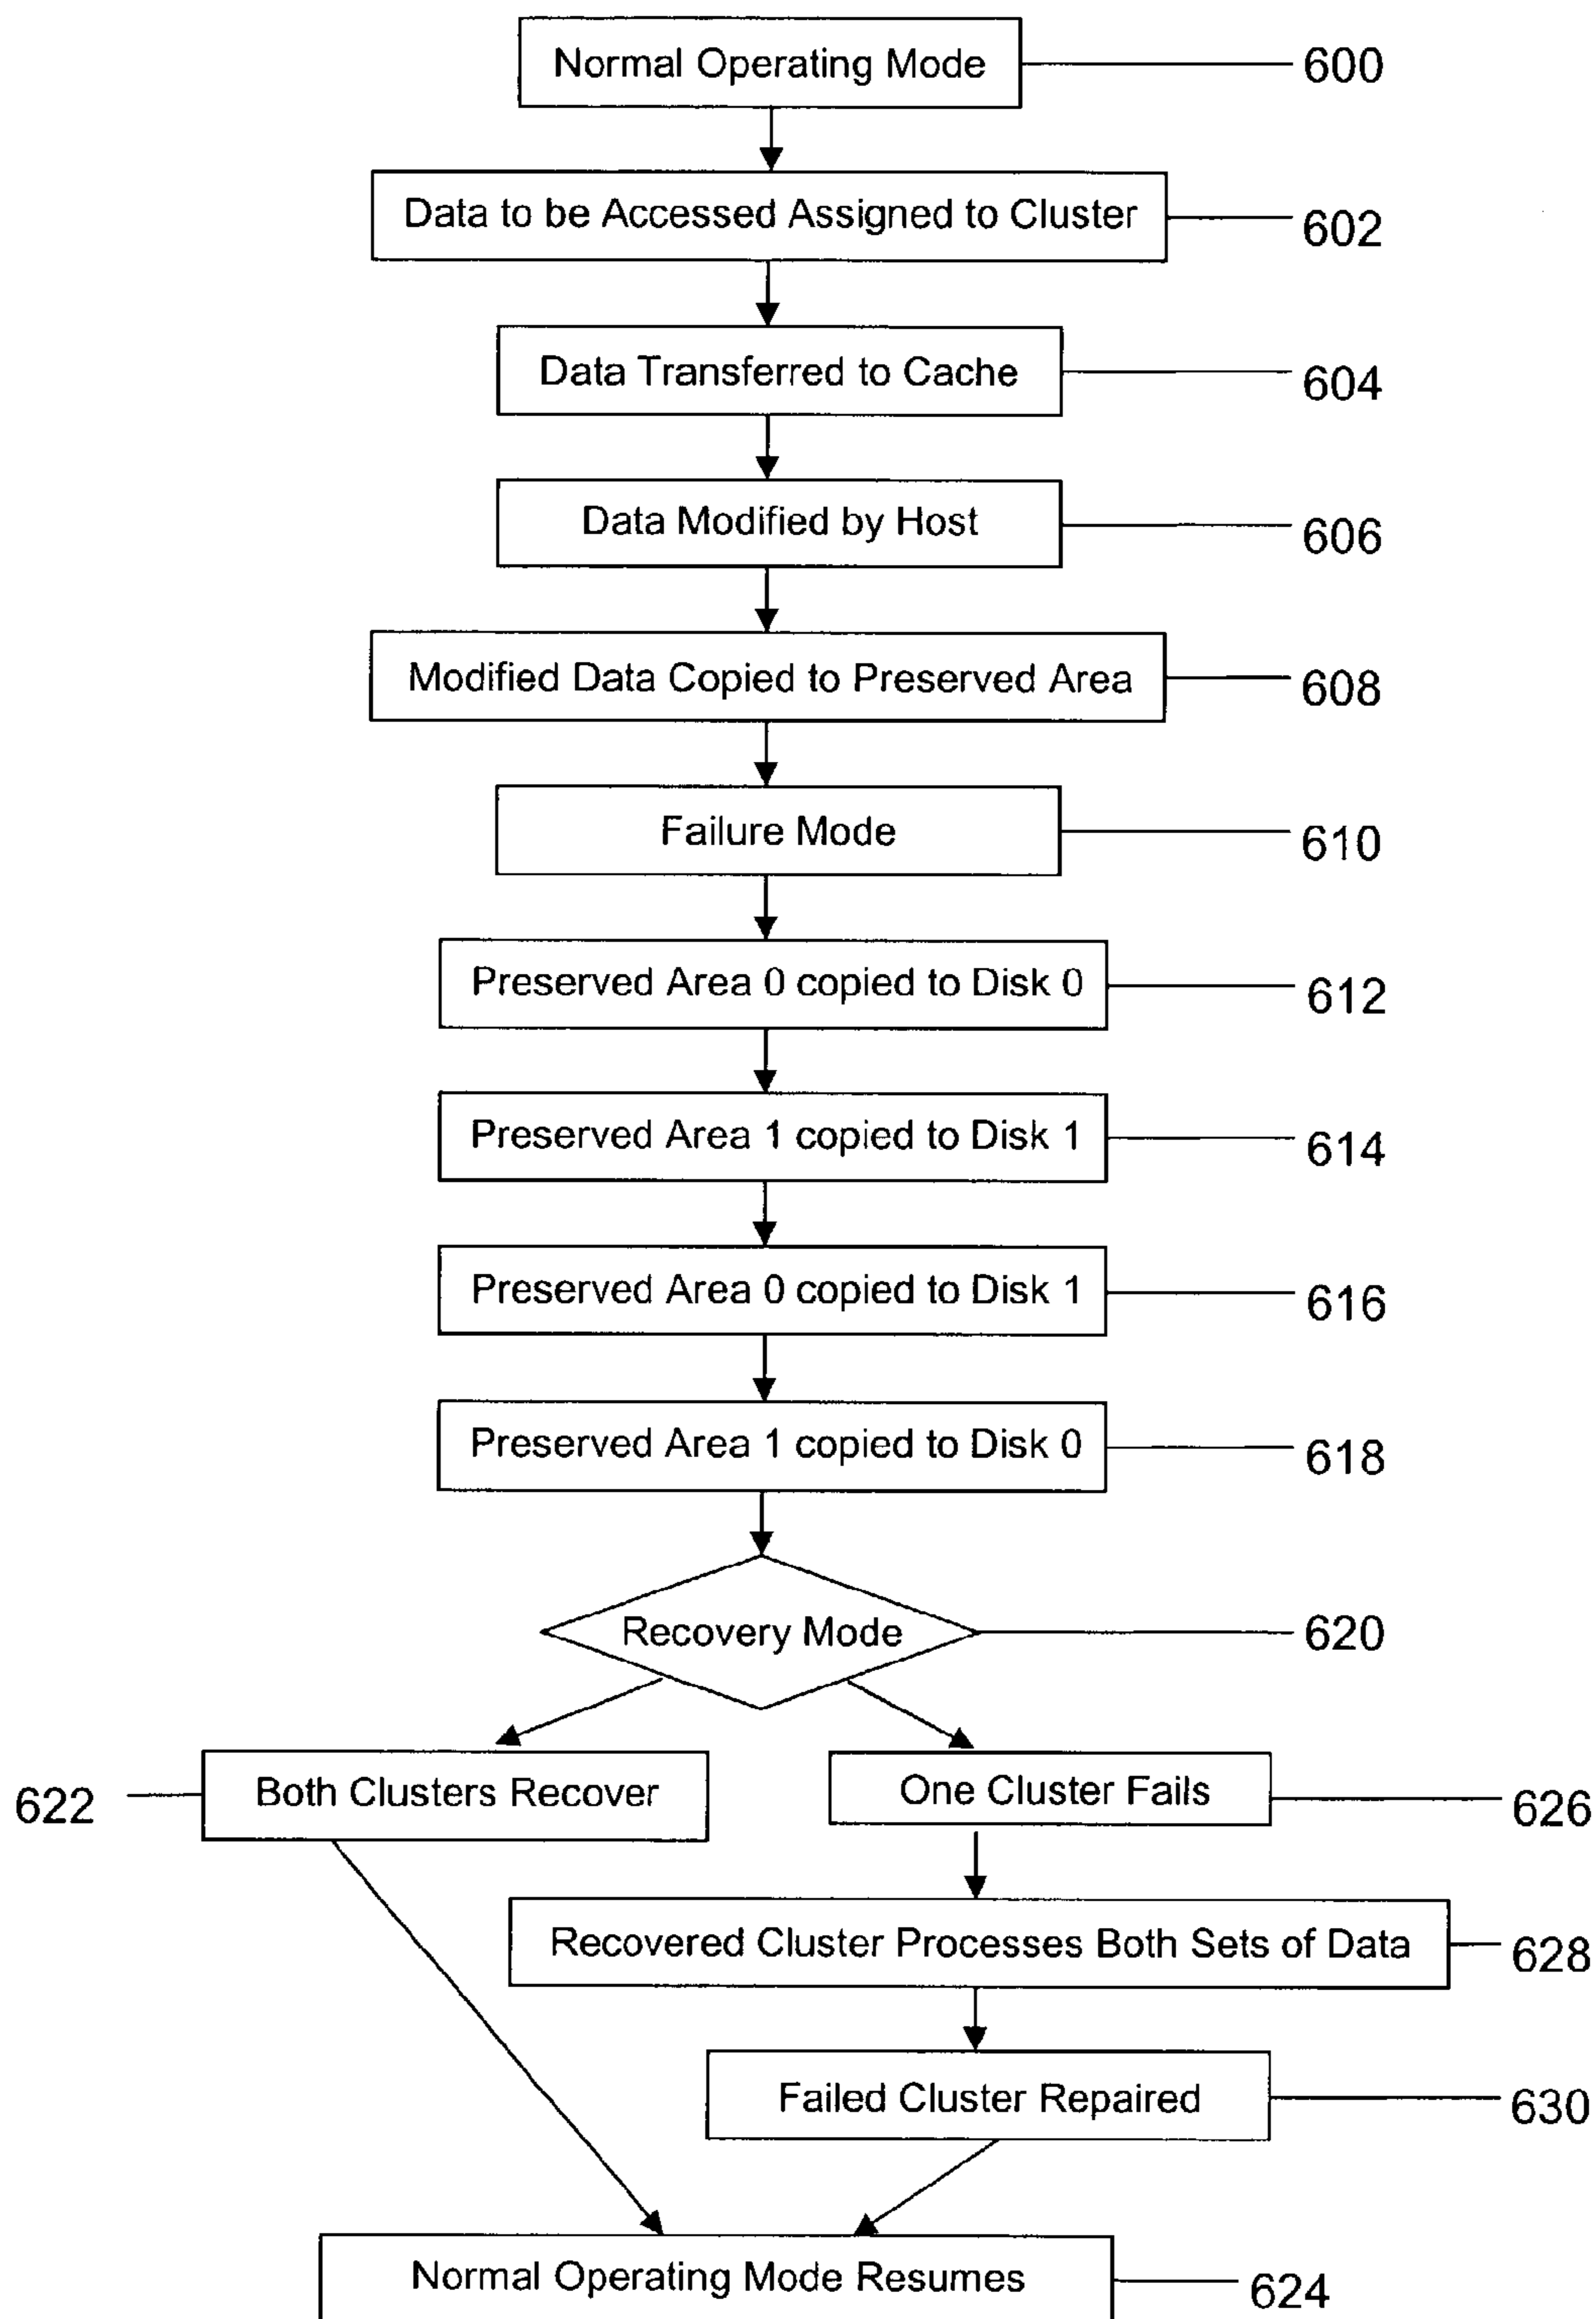 Normal Operating Mode 600
Data to be Accessed Assigned to Cluster 602
Data Transferred to Cache 604
Data Modified by Host 606
Modified Data Copied to Preserved Area 608
Failure Mode 610
Preserved Area 0 copied to Disk 0 612
Preserved Area 1 copied to Disk 1 614
Preserved Area 0 copied to Disk 1 616
Preserved Area 1 copied to Disk 0 618
Recovery Mode 620
622 Both Clusters Recover One Cluster Fails 626
Recovered Cluster Processes Both Sets of Data 628
Failed Cluster Repaired 630
Normal Operating Mode Resumes 624